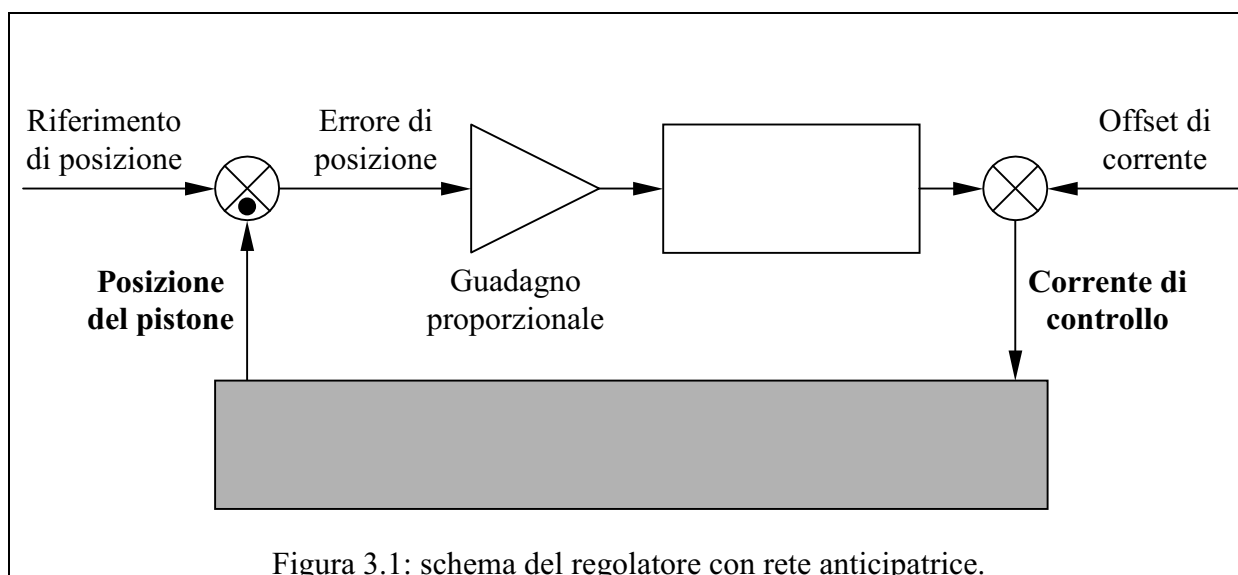 Riferimento
di posizione
Errore di
posizione
Offset di
corrente
Posizione
del pistone
Guadagno
proporzionale
Corrente di
controllo
Figura 3.1: schema del regolatore con rete anticipatrice.